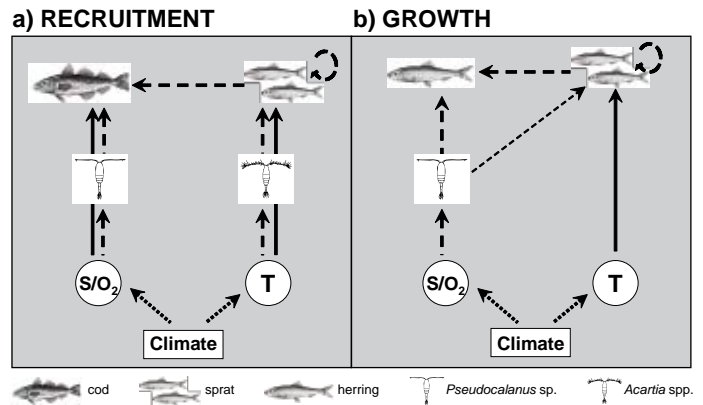 a) RECRUITMENT
b) GROWTH
S/O₂
T
Climate
S/O₂
T
Climate
cod
sprat
herring
Pseudocalanus sp.
Acartia spp.